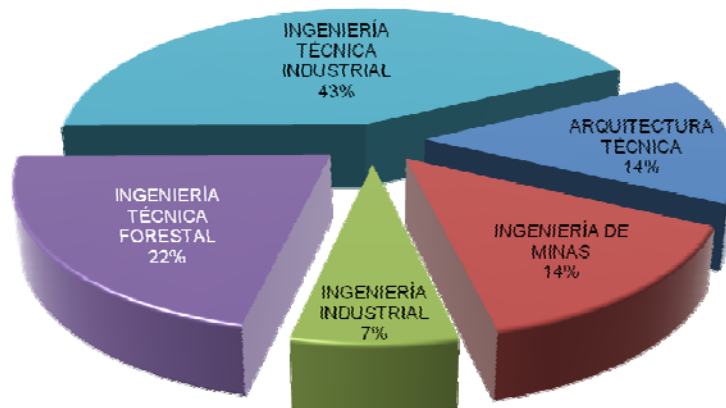 INGENIERÍA
TÉCNICA
INDUSTRIAL
43%
ARQUITECTURA
TÉCNICA
14%
INGENIERÍA DE
MINAS
14%
INGENIERÍA
INDUSTRIAL
7%
INGENIERÍA
TÉCNICA
FORESTAL
22%